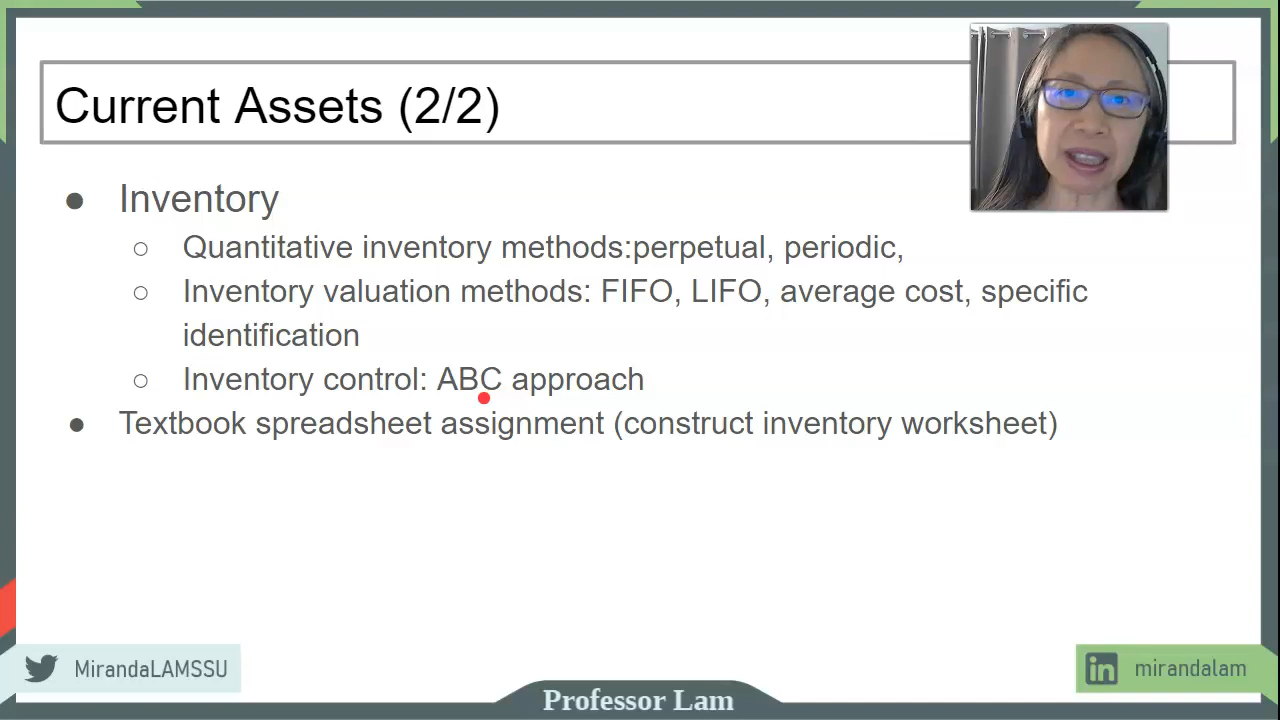 Current Assets (2/2)
● Inventory
○ Quantitative inventory methods:perpetual, periodic,
○ Inventory valuation methods: FIFO, LIFO, average cost, specific
identification
○ Inventory control: ABC approach
● Textbook spreadsheet assignment (construct inventory worksheet)
MirandaLAMSSU
in mirandalam
Professor Lam